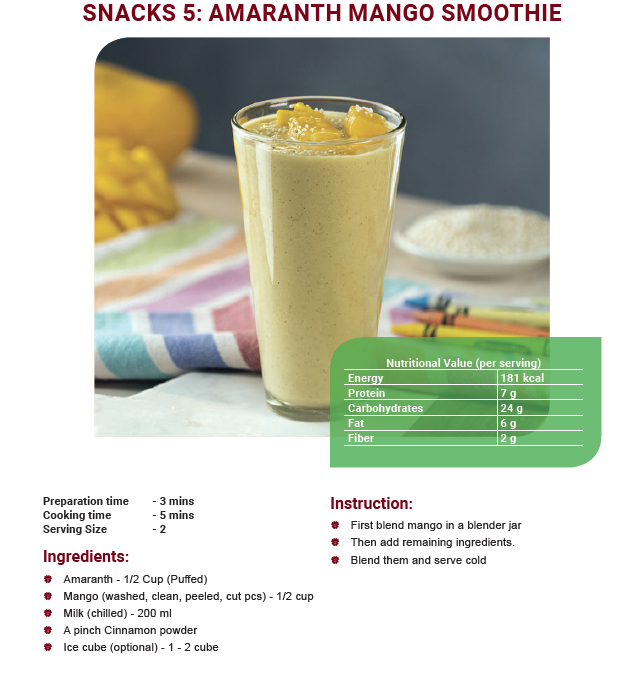 SNACKS 5: AMARANTH MANGO SMOOTHIE
Nutritional Value (per serving)
Energy 181 kcal
Protein 7 g
Carbohydrates 24 g
Fat 6 g
Fiber 2 g
Preparation time - 3 mins
Cooking time - 5 mins
Serving Size - 2
Ingredients:
Amaranth - 1/2 Cup (Puffed)
Mango (washed, clean, peeled, cut pcs) - 1/2 cup
Milk (chilled) - 200 ml
A pinch Cinnamon powder
Ice cube (optional) - 1 - 2 cube
Instruction:
First blend mango in a blender jar
Then add remaining ingredients.
Blend them and serve cold